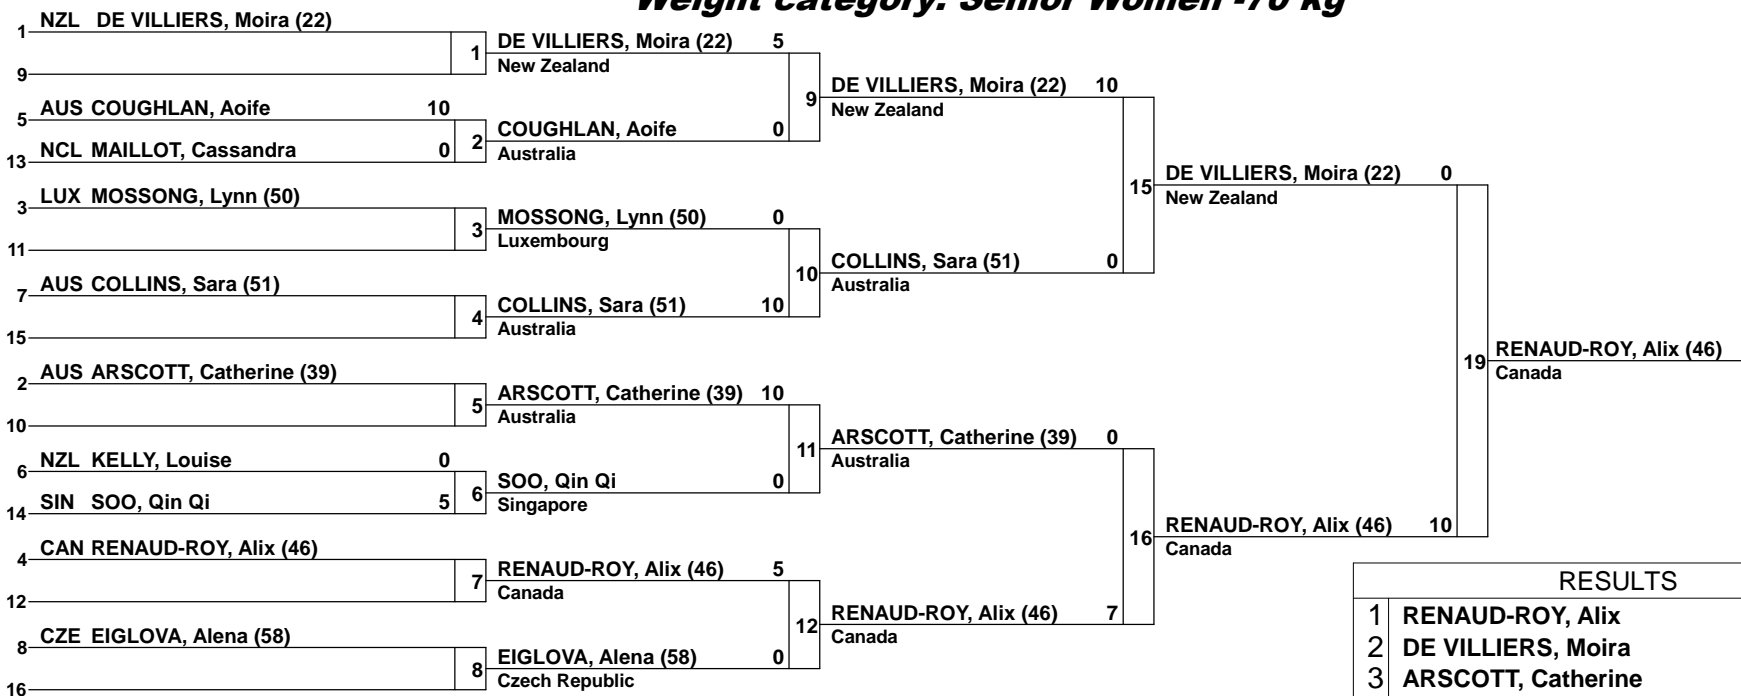 Weight category: Senior Women -70 kg
1 NZL DE VILLIERS, Moira (22)
1 DE VILLIERS, Moira (22) 5
New Zealand
9
9 DE VILLIERS, Moira (22) 10
New Zealand
5 AUS COUGHLAN, Aoife 10
2 COUGHLAN, Aoife 0
Australia
13 NCL MAILLOT, Cassandra 0
15 DE VILLIERS, Moira (22) 0
New Zealand
3 LUX MOSSONG, Lynn (50)
3 MOSSONG, Lynn (50) 0
Luxembourg
11
10 COLLINS, Sara (51) 0
Australia
7 AUS COLLINS, Sara (51)
4 COLLINS, Sara (51) 10
Australia
15
19 RENAUD-ROY, Alix (46)
Canada
2 AUS ARSCOTT, Catherine (39)
5 ARSCOTT, Catherine (39) 10
Australia
10
11 ARSCOTT, Catherine (39) 0
Australia
6 NZL KELLY, Louise 0
6 SOO, Qin Qi 0
Singapore
14 SIN SOO, Qin Qi 5
16 RENAUD-ROY, Alix (46) 10
Canada
4 CAN RENAUD-ROY, Alix (46)
7 RENAUD-ROY, Alix (46) 5
Canada
12
12 RENAUD-ROY, Alix (46) 7
Canada
8 CZE EIGLOVA, Alena (58)
8 EIGLOVA, Alena (58) 0
Czech Republic
16
RESULTS
1 RENAUD-ROY, Alix
2 DE VILLIERS, Moira
3 ARSCOTT, Catherine